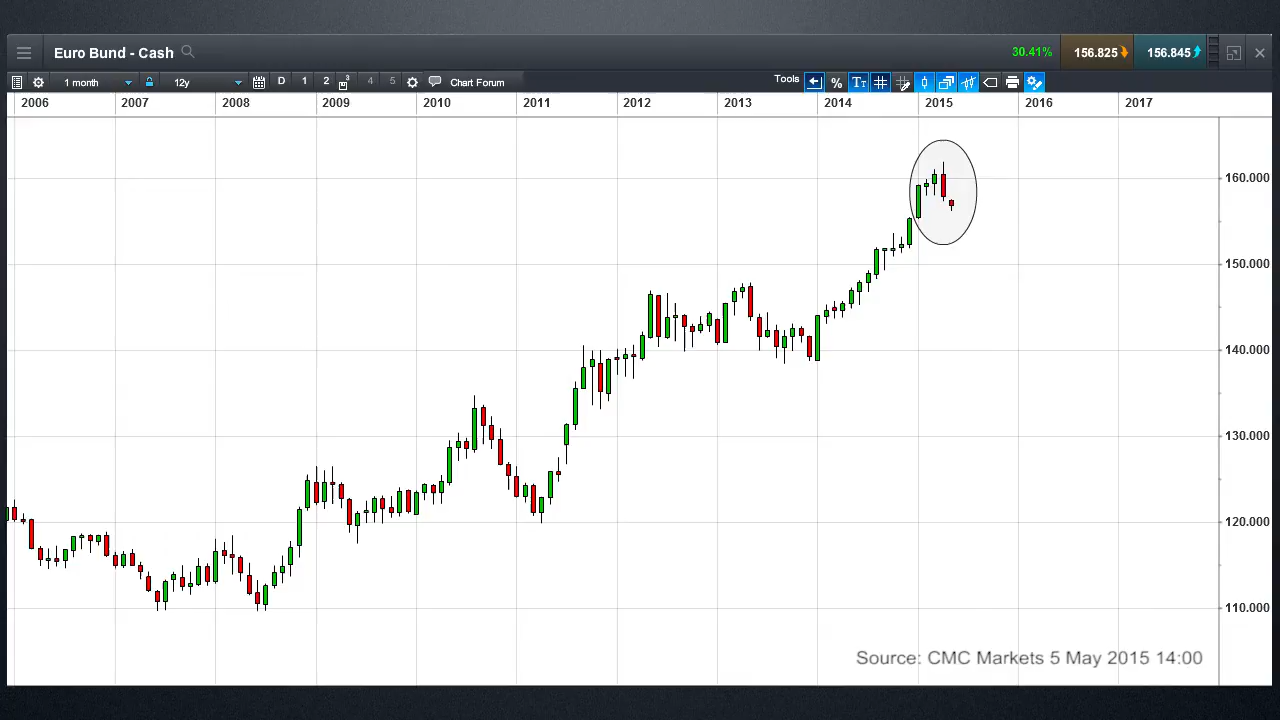 Euro Bund - Cash 30.41% 156.825 156.845
1 month 12y D 1 2 3 4 5 Chart Forum Tools %
2006 2007 2008 2009 2010 2011 2012 2013 2014 2015 2016 2017
160.000
150.000
140.000
130.000
120.000
110.000
Source: CMC Markets 5 May 2015 14:00